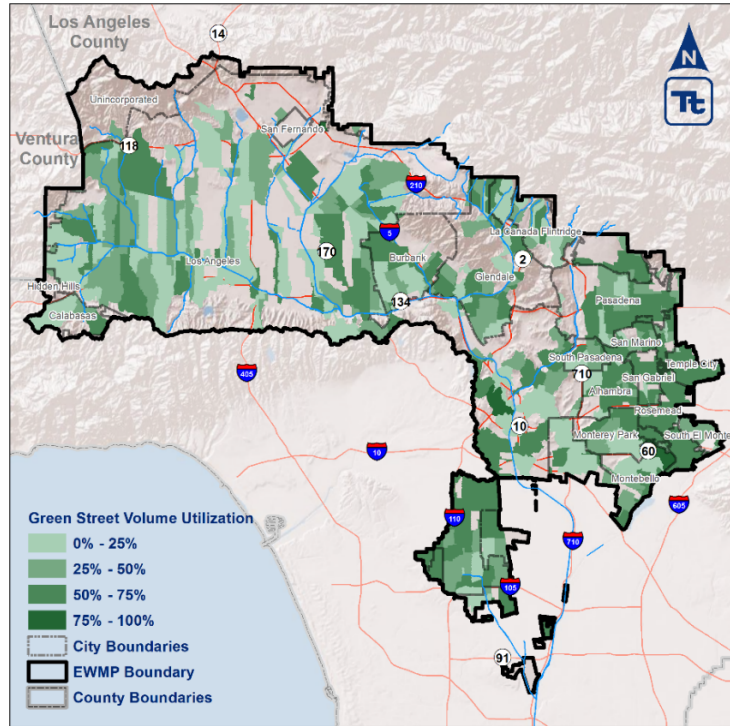 Los Angeles
County
14
N
Tt
Unincorporated
San Fernando
Ventura
County
118
210
La Canada Flintridge
5
170
Los Angeles
Burbank
2
Glendale
Hidden Hills
134
Pasadena
Calabasas
San Marino
South Pasadena
Temple City
405
710
San Gabriel
Alhambra
Rosemead
10
Monterey Park
South El Monte
10
60
Montebello
Green Street Volume Utilization
110
605
0% - 25%
710
25% - 50%
50% - 75%
105
75% - 100%
City Boundaries
91
EWMP Boundary
County Boundaries